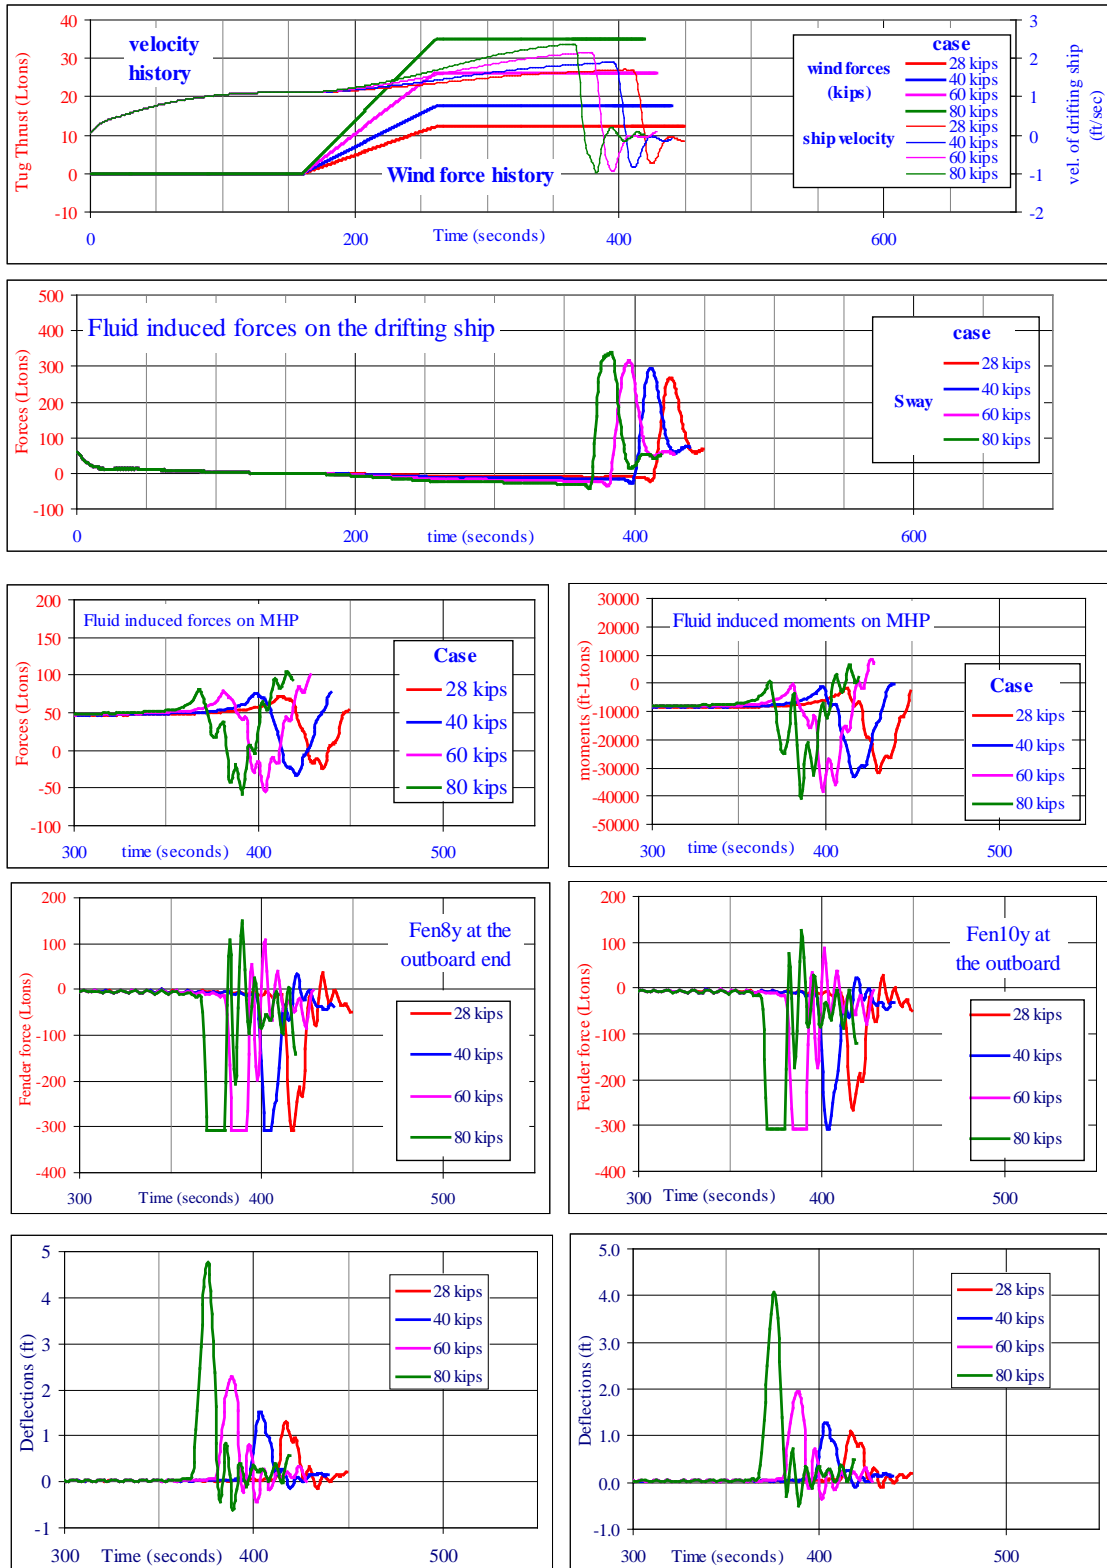 velocity
history
Wind force history
40
30
20
10
0
-10
Tug Thrust (Ltons)
3
2
1
0
-1
-2
vel. of drifting ship
(ft/sec)
0
200
400
600
Time (seconds)
case
wind forces
(kips)
28 kips
40 kips
60 kips
80 kips
ship velocity
28 kips
40 kips
60 kips
80 kips
Fluid induced forces on the drifting ship
500
400
300
200
100
0
-100
Forces (Ltons)
0
200
400
600
time (seconds)
case
Sway
28 kips
40 kips
60 kips
80 kips
Fluid induced forces on MHP
200
150
100
50
0
-50
-100
Forces (Ltons)
300
400
500
time (seconds)
Case
28 kips
40 kips
60 kips
80 kips
Fluid induced moments on MHP
30000
20000
10000
0
-10000
-20000
-30000
-40000
-50000
moments (ft-Ltons)
300
400
500
time (seconds)
Case
28 kips
40 kips
60 kips
80 kips
Fen8y at the
outboard end
200
100
0
-100
-200
-300
-400
Fender force (Ltons)
300
400
500
Time (seconds)
28 kips
40 kips
60 kips
80 kips
Fen10y at
the outboard
200
100
0
-100
-200
-300
-400
Fender force (Ltons)
300
400
500
Time (seconds)
28 kips
40 kips
60 kips
80 kips
5
4
3
2
1
0
-1
Deflections (ft)
300
400
500
Time (seconds)
28 kips
40 kips
60 kips
80 kips
5.0
4.0
3.0
2.0
1.0
0.0
-1.0
Deflections (ft)
300
400
500
Time (seconds)
28 kips
40 kips
60 kips
80 kips